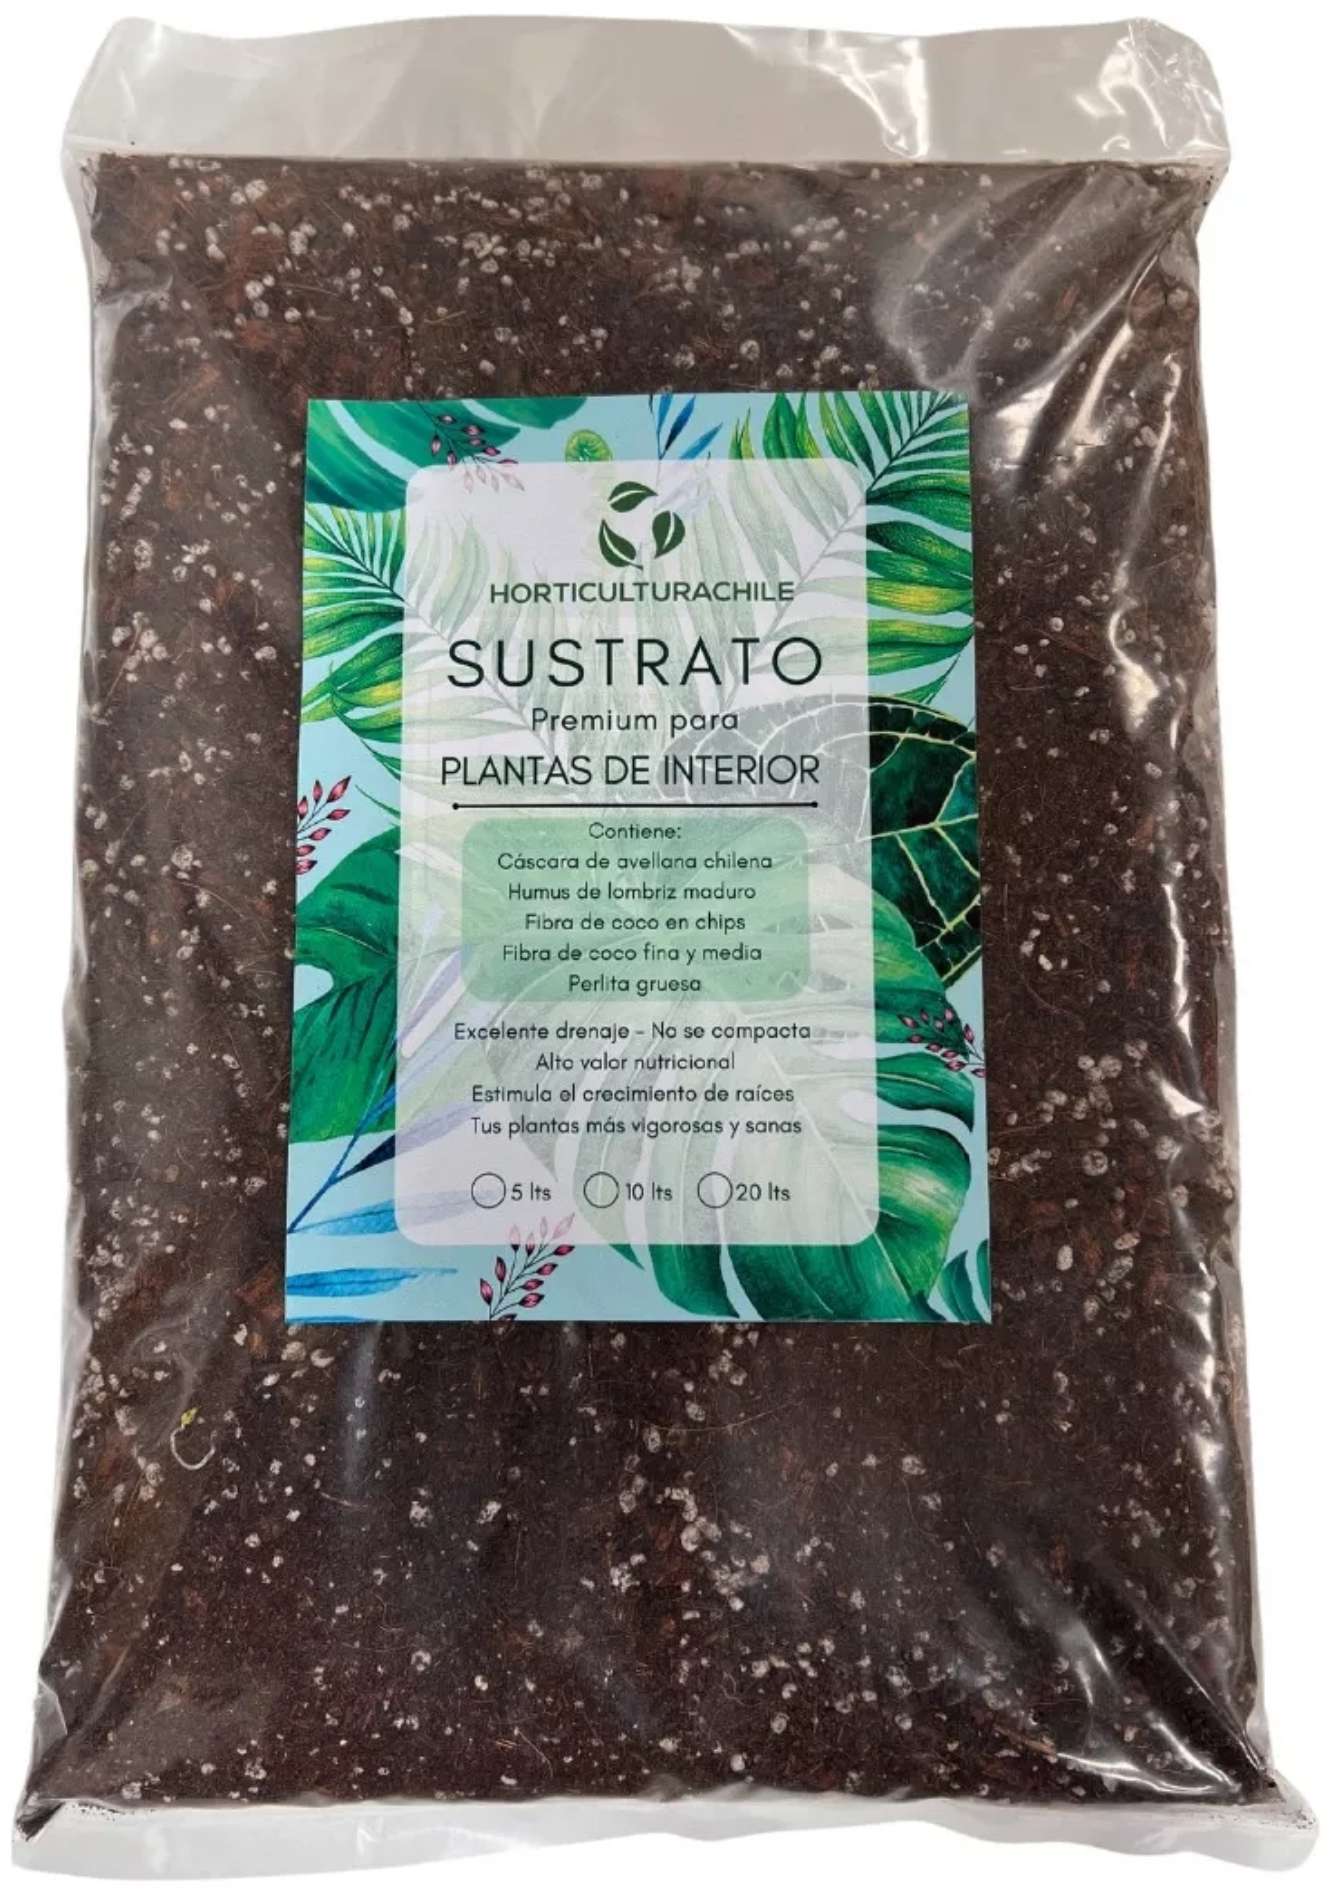 HORTICULTURACHILE
SUSTRATO
Premium para
PLANTAS DE INTERIOR
Contiene:
Cáscara de avellana chilena
Humus de lombriz maduro
Fibra de coco en chips
Fibra de coco fina y media
Perlita gruesa
Excelente drenaje - No se compacta
Alto valor nutricional
Estimula el crecimiento de raíces
Tus plantas más vigorosas y sanas
5 lts 10 lts 20 lts